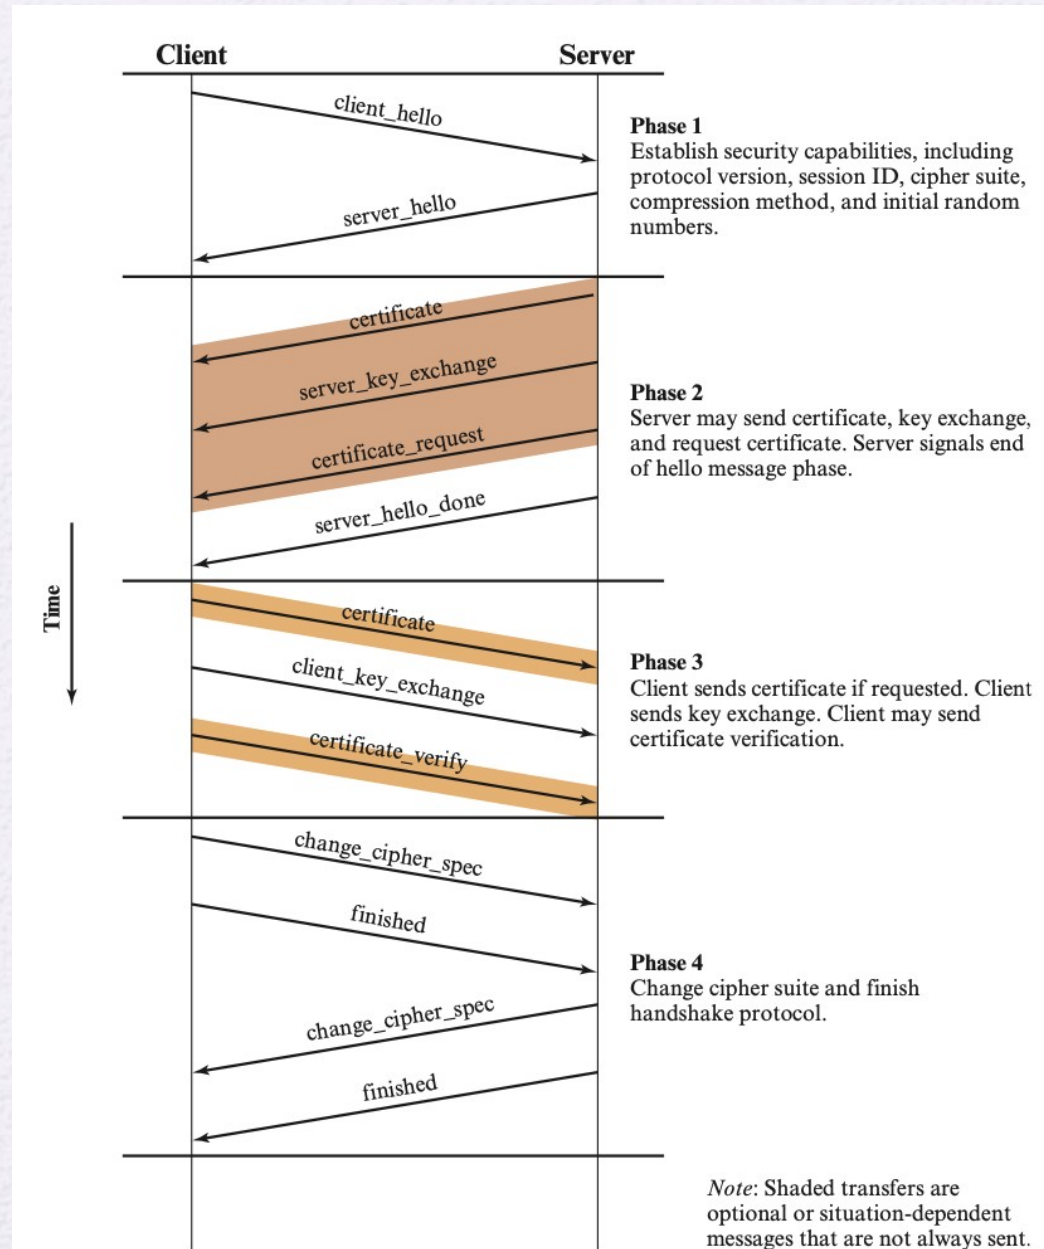 Client
Server
client_hello
Phase 1
Establish security capabilities, including
protocol version, session ID, cipher suite,
compression method, and initial random
numbers.
server_hello
certificate
server_key_exchange
certificate_request
server_hello_done
Phase 2
Server may send certificate, key exchange,
and request certificate. Server signals end
of hello message phase.
Time
certificate
client_key_exchange
certificate_verify
Phase 3
Client sends certificate if requested. Client
sends key exchange. Client may send
certificate verification.
change_cipher_spec
finished
change_cipher_spec
finished
Phase 4
Change cipher suite and finish
handshake protocol.
Note: Shaded transfers are
optional or situation-dependent
messages that are not always sent.